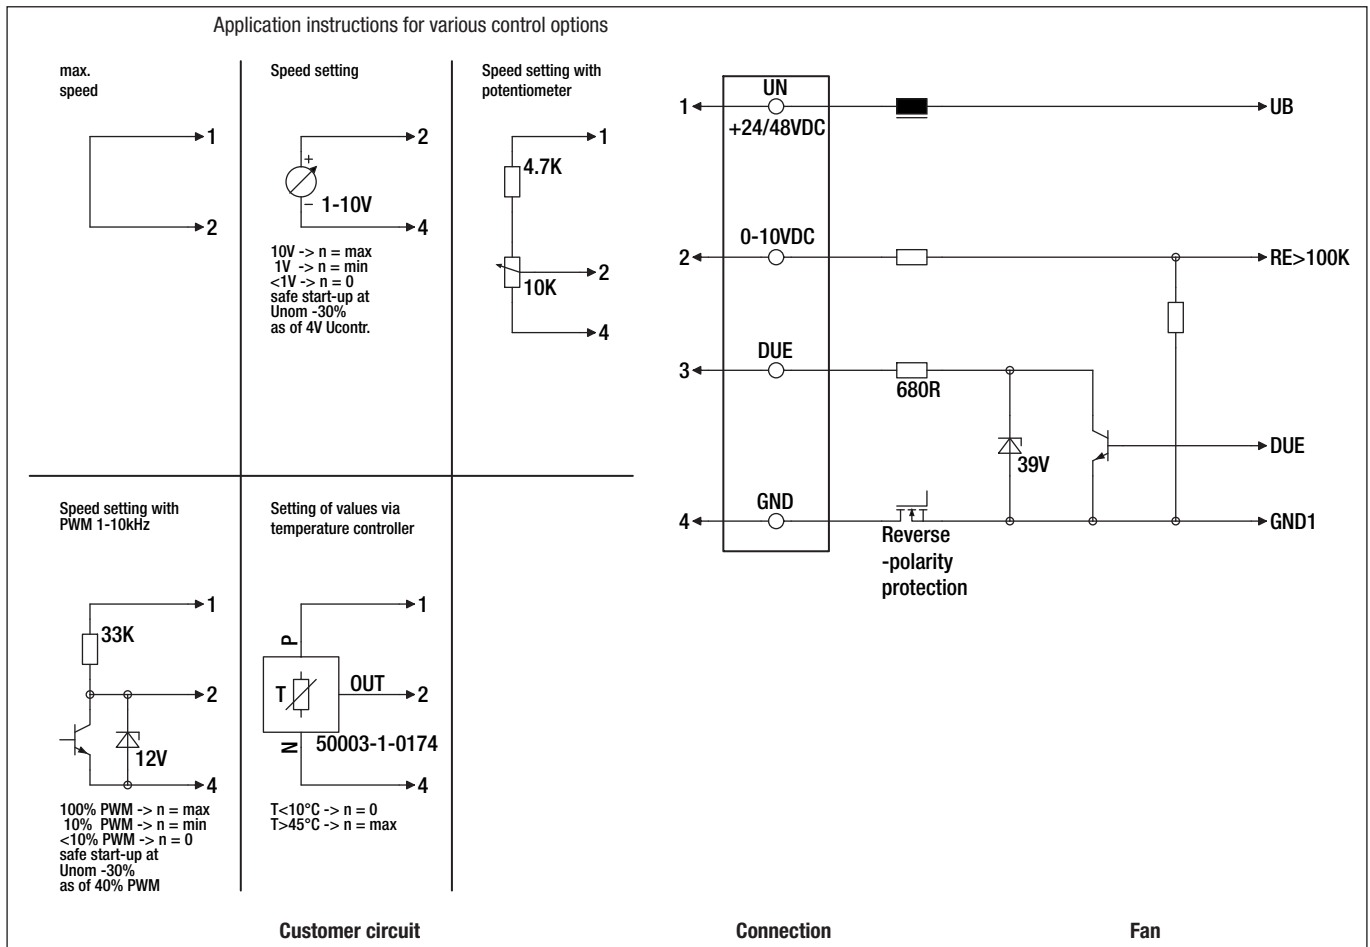 Application instructions for various control options
max.
speed
1
2
Speed setting
2
+
–
1-10V
4
10V -> n = max
1V -> n = min
<1V -> n = 0
safe start-up at
Unom -30%
as of 4V Ucontr.
Speed setting with
potentiometer
1
4.7K
2
10K
4
Speed setting with
PWM 1-10kHz
1
33K
2
12V
4
100% PWM -> n = max
10% PWM -> n = min
<10% PWM -> n = 0
safe start-up at
Unom -30%
as of 40% PWM
Setting of values via
temperature controller
1
P
T
OUT
2
N
50003-1-0174
4
T<10°C -> n = 0
T>45°C -> n = max
UN
1
UB
+24/48VDC
0-10VDC
2
RE>100K
DUE
3
680R
39V
DUE
GND
4
GND1
Reverse
-polarity
protection
Customer circuit
Connection
Fan